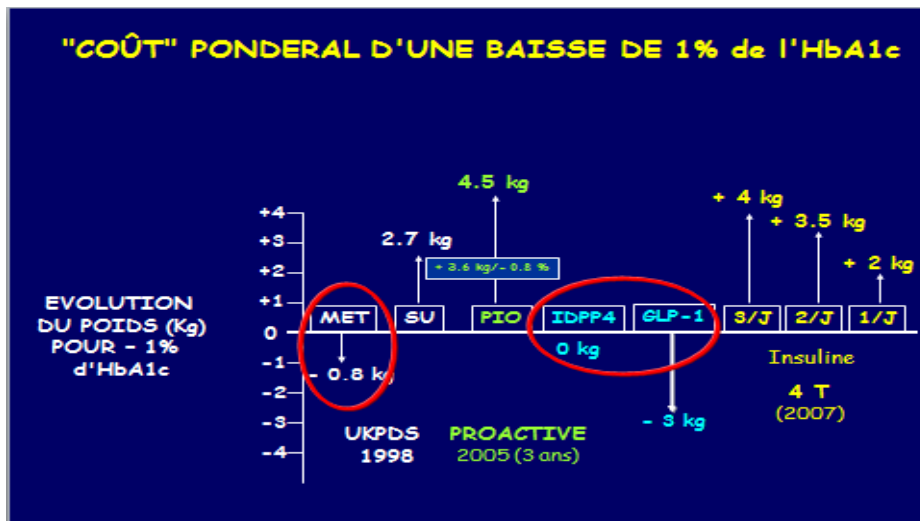 "COÛT" PONDERAL D'UNE BAISSE DE 1% de l'HbA1c
4.5 kg
+ 4 kg
+ 3.5 kg
+ 2 kg
2.7 kg
+ 3.6 kg/- 0.8 %
+4
+3
+2
+1
0
-1
-2
-3
-4
EVOLUTION
DU POIDS (Kg)
POUR - 1%
d'HbA1c
MET
SU
PIO
IDPP4
GLP-1
3/J
2/J
1/J
- 0.8 kg
0 kg
- 3 kg
Insuline
4 T
(2007)
UKPDS
1998
PROACTIVE
2005 (3 ans)